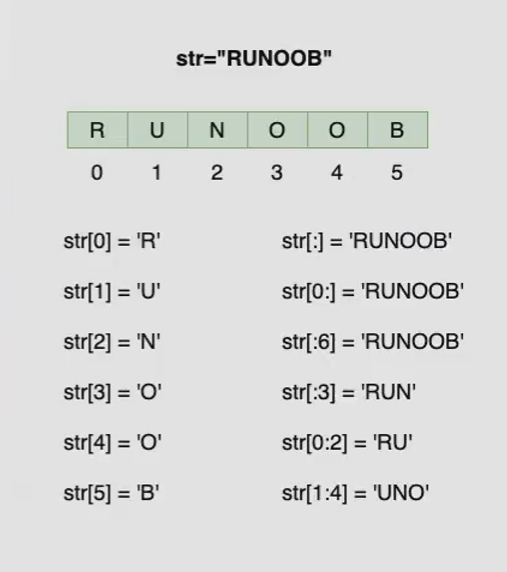 str="RUNOOB"
R U N O O B
0 1 2 3 4 5
str[0] = 'R' str[:] = 'RUNOOB'
str[1] = 'U' str[0:] = 'RUNOOB'
str[2] = 'N' str[:6] = 'RUNOOB'
str[3] = 'O' str[:3] = 'RUN'
str[4] = 'O' str[0:2] = 'RU'
str[5] = 'B' str[1:4] = 'UNO'